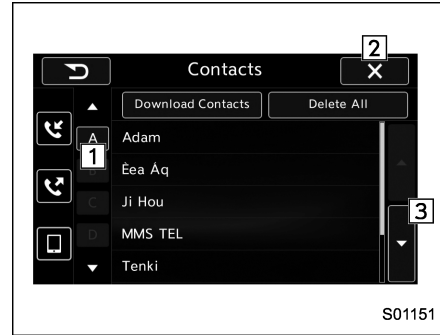 2
Contacts
Download Contacts Delete All
A Adam
1
B Èea Áq
C Ji Hou
3
D MMS TEL
Tenki
S01151